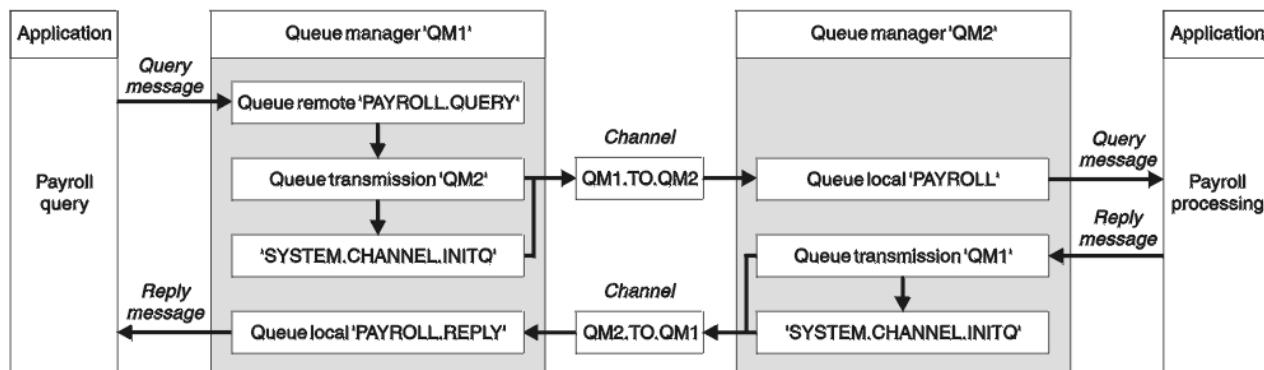 Application
Queue manager 'QM1'
Queue manager 'QM2'
Application
Query
message
Queue remote 'PAYROLL.QUERY'
Channel
Query
message
Payroll
query
Queue transmission 'QM2'
QM1.TO.QM2
Queue local 'PAYROLL'
Payroll
processing
'SYSTEM.CHANNEL.INITQ'
Reply
message
Queue transmission 'QM1'
Reply
message
Channel
Queue local 'PAYROLL.REPLY'
QM2.TO.QM1
'SYSTEM.CHANNEL.INITQ'